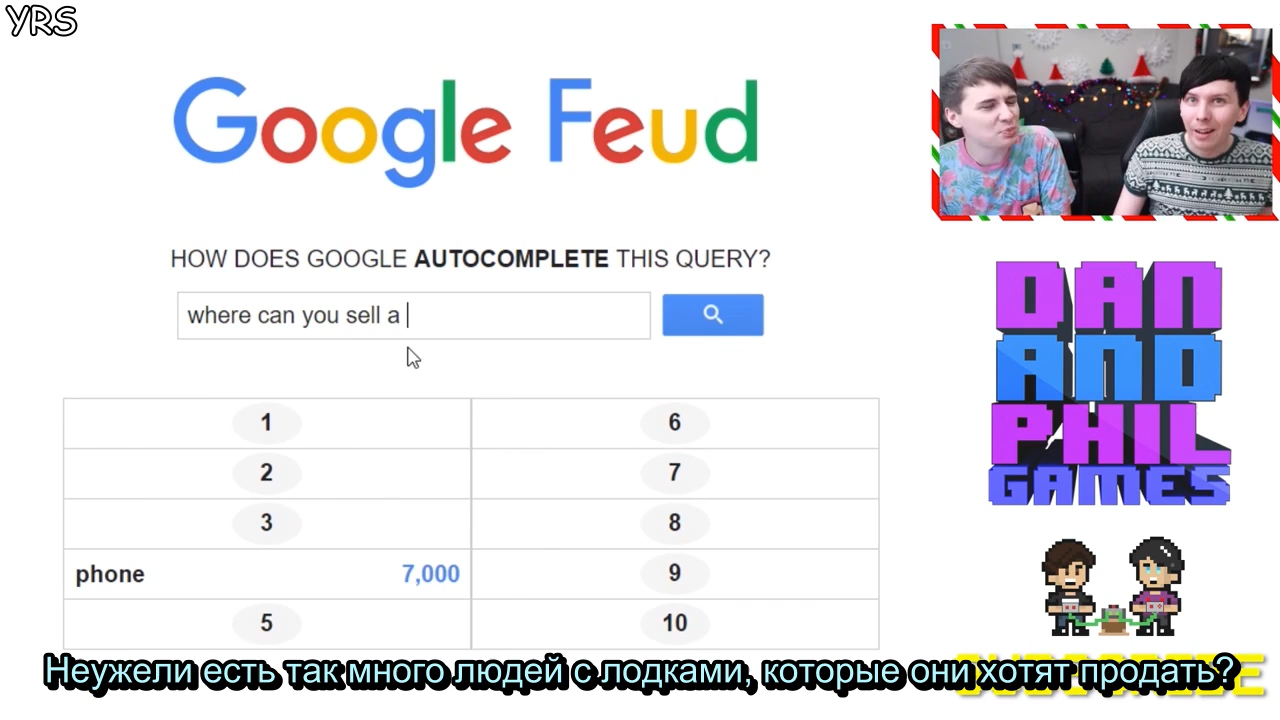 YRS
Google Feud
HOW DOES GOOGLE AUTOCOMPLETE THIS QUERY?
where can you sell a
1
6
2
7
3
8
phone 7,000
9
5
10
DAN
AND
PHIL
GAMES
Неужели есть так много людей с лодками, которые они хотят продать?